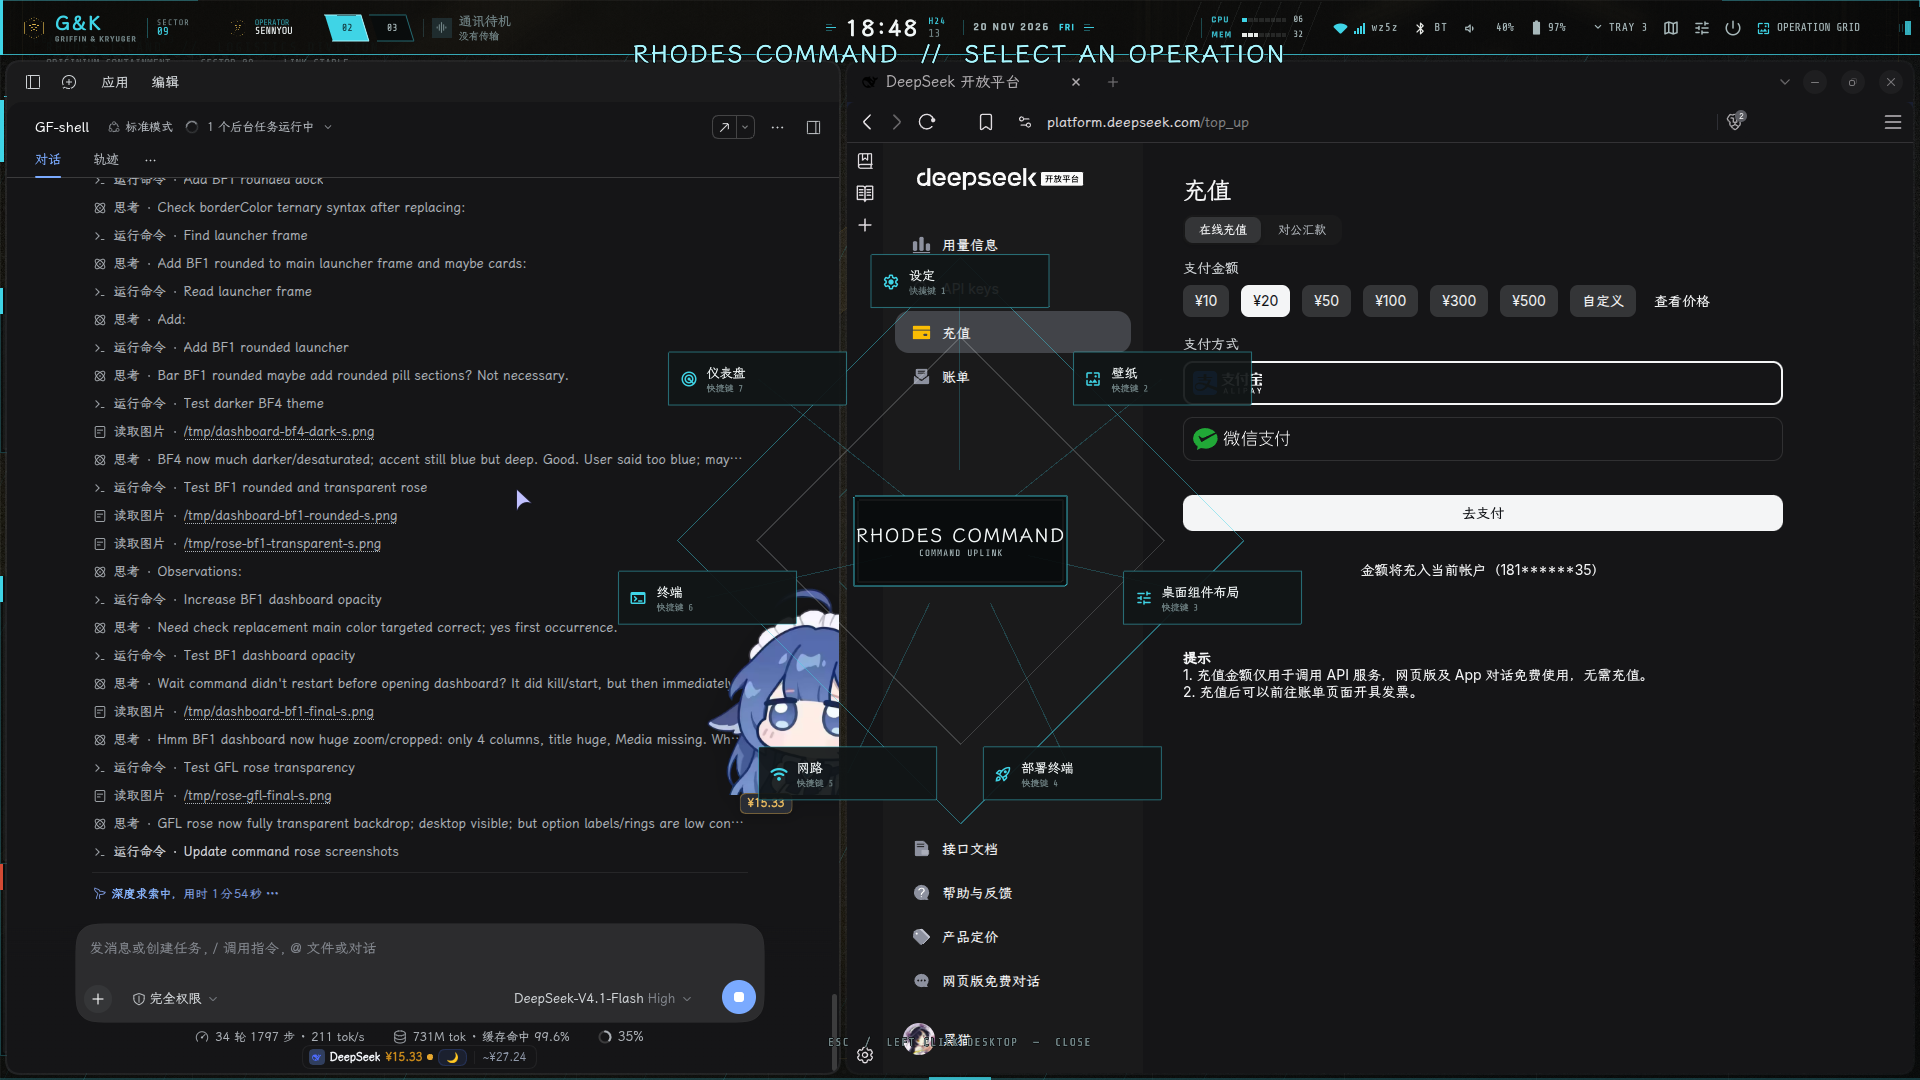 G&K
GRIFFIN & KRYUGER
SECTOR
09
OPERATOR
SENNYOU
02
03
通讯待机
没有传输
18:48
H24
13
20 NOV 2026 FRI
CPU 06
MEM 32
wz5z
BT
40%
97%
TRAY 3
OPERATION GRID
RHODES COMMAND // SELECT AN OPERATION
应用
编辑
GF-shell
标准模式
1 个后台任务运行中
对话
轨迹
运行命令 · Add BF1 rounded dock
思考 · Check borderColor ternary syntax after replacing:
运行命令 · Find launcher frame
思考 · Add BF1 rounded to main launcher frame and maybe cards:
运行命令 · Read launcher frame
思考 · Add:
运行命令 · Add BF1 rounded launcher
思考 · Bar BF1 rounded maybe add rounded pill sections? Not necessary.
运行命令 · Test darker BF4 theme
读取图片 · /tmp/dashboard-bf4-dark-s.png
思考 · BF4 now much darker/desaturated; accent still blue but deep. Good. User said too blue; may···
运行命令 · Test BF1 rounded and transparent rose
读取图片 · /tmp/dashboard-bf1-rounded-s.png
读取图片 · /tmp/rose-bf1-transparent-s.png
思考 · Observations:
运行命令 · Increase BF1 dashboard opacity
思考 · Need check replacement main color targeted correct; yes first occurrence.
运行命令 · Test BF1 dashboard opacity
思考 · Wait command didn't restart before opening dashboard? It did kill/start, but then immediately
读取图片 · /tmp/dashboard-bf1-final-s.png
思考 · Hmm BF1 dashboard now huge zoom/cropped: only 4 columns, title huge, Media missing. Wh···
运行命令 · Test GFL rose transparency
读取图片 · /tmp/rose-gfl-final-s.png
思考 · GFL rose now fully transparent backdrop; desktop visible; but option labels/rings are low con···
运行命令 · Update command rose screenshots
深度求索中, 用时 1分54秒 ···
发消息或创建任务, / 调用指令, @ 文件或对话
完全权限
DeepSeek-V4.1-Flash High
34 轮 1797 步 · 211 tok/s
731M tok · 缓存命中 99.6%
35%
DeepSeek ¥15.33
~¥27.24
¥15.33
DeepSeek 开放平台
platform.deepseek.com/top_up
2
deepseek 开放平台
用量信息
API keys
充值
账单
接口文档
帮助与反馈
产品定价
网页版免费对话
黑猫
充值
在线充值
对公汇款
支付金额
¥10
¥20
¥50
¥100
¥300
¥500
自定义
查看价格
支付方式
支付宝
ALIPAY
微信支付
去支付
金额将充入当前帐户（181******35）
提示
1. 充值金额仅用于调用 API 服务，网页版及 App 对话免费使用，无需充值。
2. 充值后可以前往账单页面开具发票。
设定
快捷键 1
壁纸
快捷键 2
桌面组件布局
快捷键 3
部署终端
快捷键 4
网路
快捷键 5
终端
快捷键 6
仪表盘
快捷键 7
RHODES COMMAND
COMMAND UPLINK
ESC / LEFT CLICK DESKTOP — CLOSE